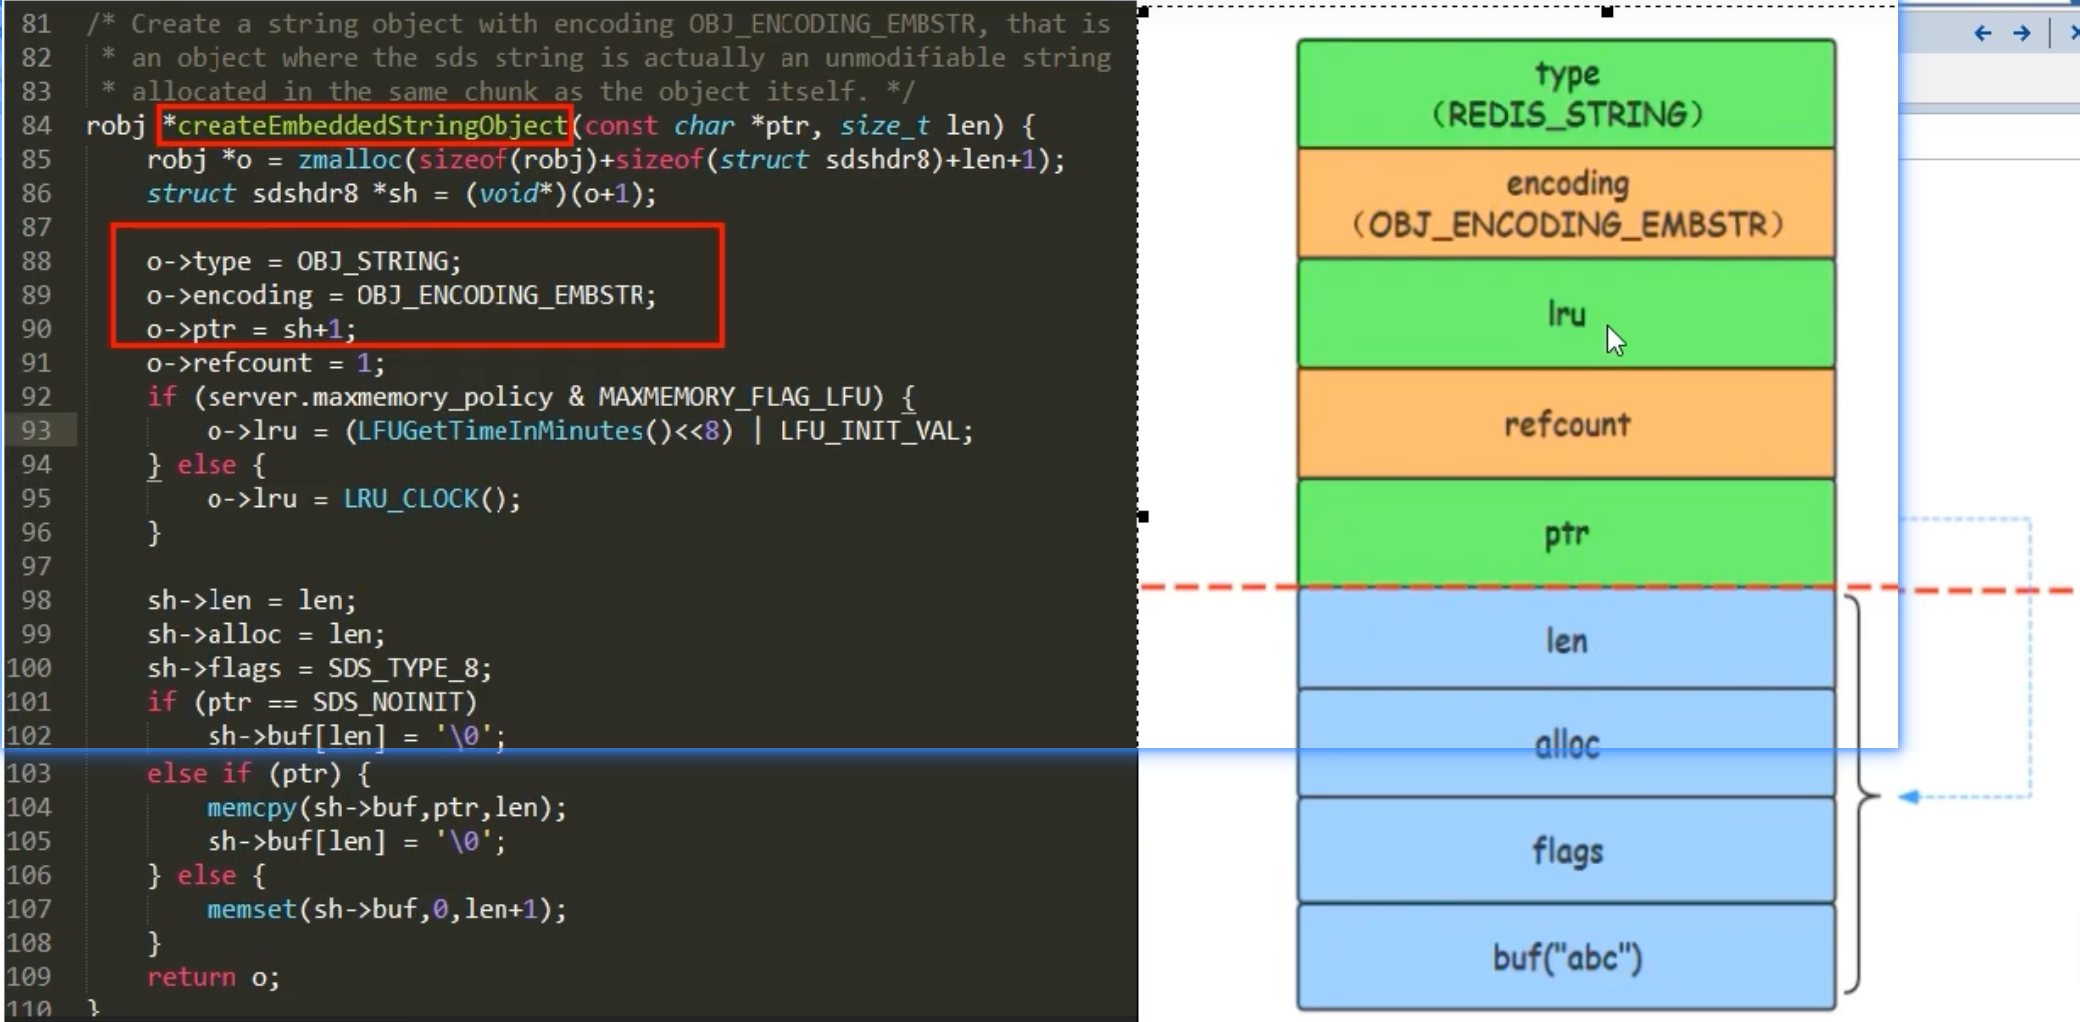 81 /* Create a string object with encoding OBJ_ENCODING_EMBSTR, that is
82  * an object where the sds string is actually an unmodifiable string
83  * allocated in the same chunk as the object itself. */
84 robj *createEmbeddedStringObject(const char *ptr, size_t len) {
85     robj *o = zmalloc(sizeof(robj)+sizeof(struct sdshdr8)+len+1);
86     struct sdshdr8 *sh = (void*)(o+1);
87
88     o->type = OBJ_STRING;
89     o->encoding = OBJ_ENCODING_EMBSTR;
90     o->ptr = sh+1;
91     o->refcount = 1;
92     if (server.maxmemory_policy & MAXMEMORY_FLAG_LFU) {
93         o->lru = (LFUGetTimeInMinutes()<<8) | LFU_INIT_VAL;
94     } else {
95         o->lru = LRU_CLOCK();
96     }
97
98     sh->len = len;
99     sh->alloc = len;
100     sh->flags = SDS_TYPE_8;
101     if (ptr == SDS_NOINIT)
102         sh->buf[len] = '\0';
103     else if (ptr) {
104         memcpy(sh->buf,ptr,len);
105         sh->buf[len] = '\0';
106     } else {
107         memset(sh->buf,0,len+1);
108     }
109     return o;
110 }
type
（REDIS_STRING）
encoding
（OBJ_ENCODING_EMBSTR）
lru
refcount
ptr
len
alloc
flags
buf("abc")